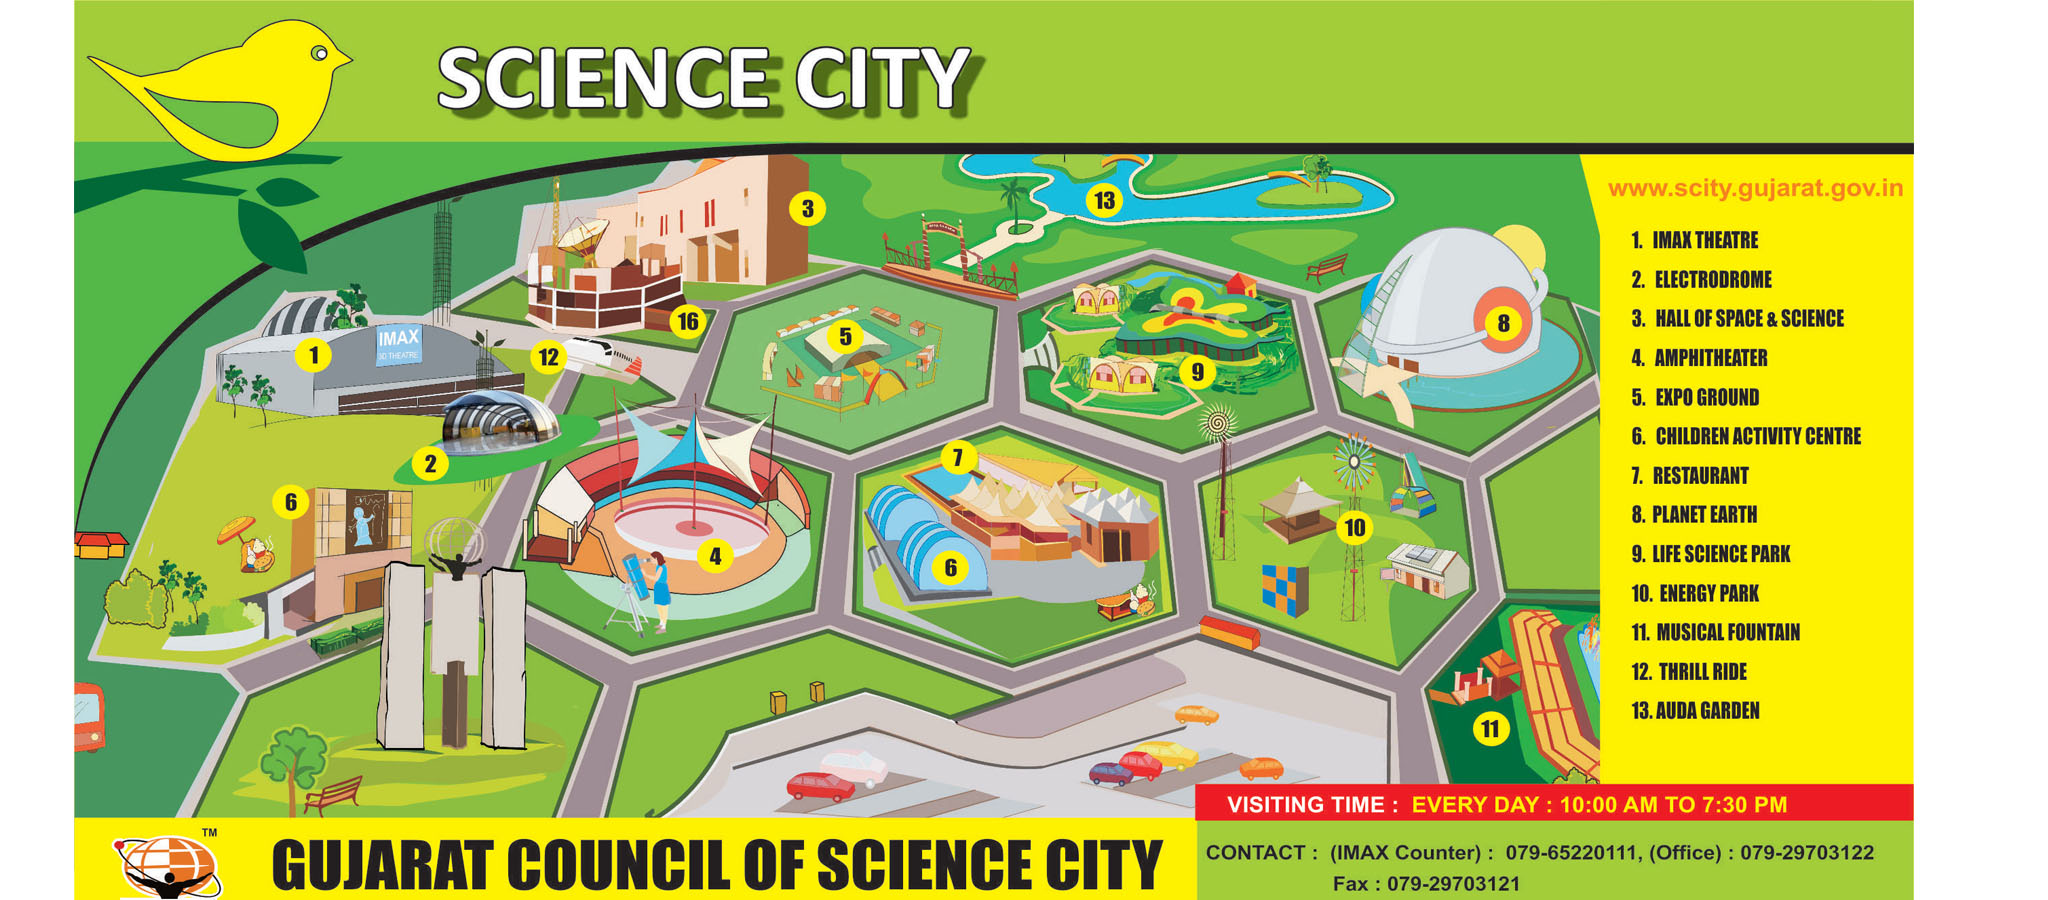 SCIENCE CITY
www.scity.gujarat.gov.in
1. IMAX THEATRE
2. ELECTRODROME
3. HALL OF SPACE & SCIENCE
4. AMPHITHEATER
5. EXPO GROUND
6. CHILDREN ACTIVITY CENTRE
7. RESTAURANT
8. PLANET EARTH
9. LIFE SCIENCE PARK
10. ENERGY PARK
11. MUSICAL FOUNTAIN
12. THRILL RIDE
13. AUDA GARDEN
3
13
16
5
8
1
IMAX
3D THEATRE
12
9
2
7
6
10
4
6
11
VISITING TIME : EVERY DAY : 10:00 AM TO 7:30 PM
TM
GUJARAT COUNCIL OF SCIENCE CITY
CONTACT : (IMAX Counter) : 079-65220111, (Office) : 079-29703122
Fax : 079-29703121